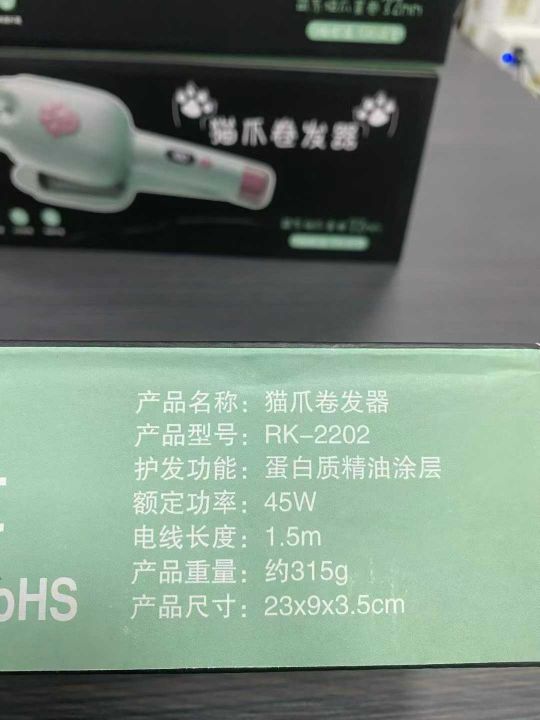 猫爪卷发器
产品名称：猫爪卷发器
产品型号：RK-2202
护发功能：蛋白质精油涂层
额定功率：45W
电线长度：1.5m
产品重量：约315g
产品尺寸：23x9x3.5cm
oHS